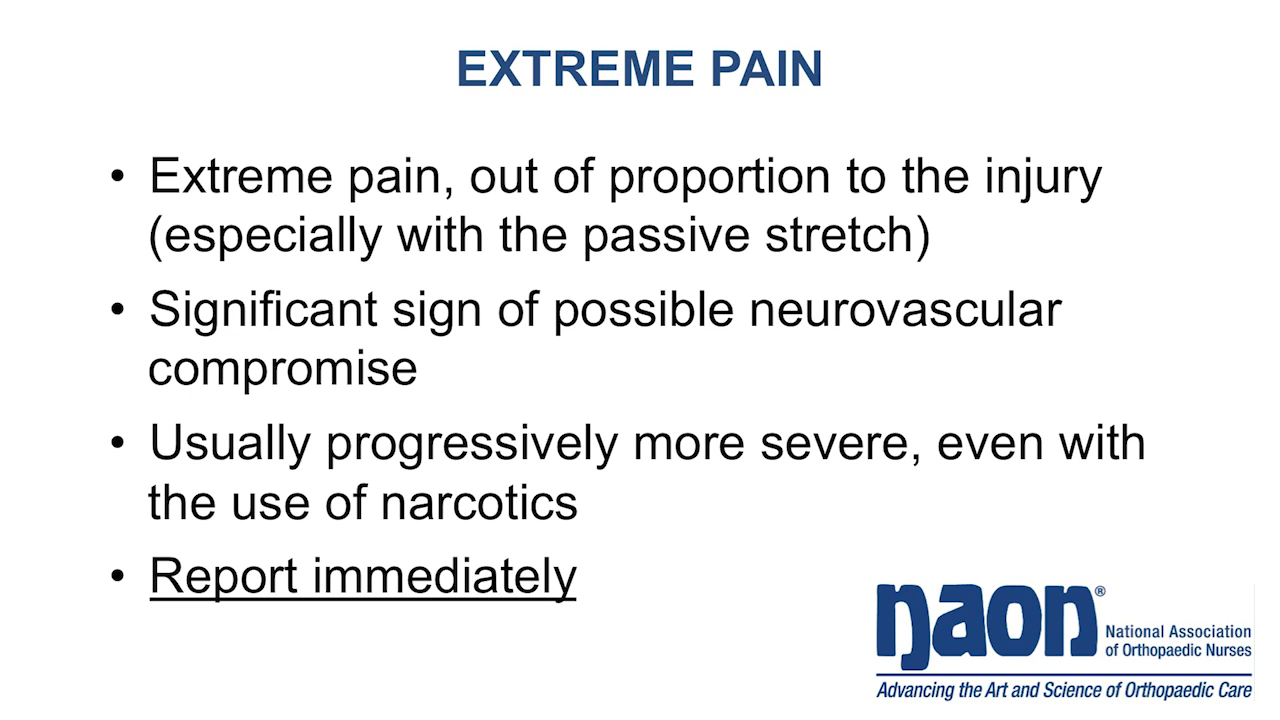 EXTREME PAIN
• Extreme pain, out of proportion to the injury
(especially with the passive stretch)
• Significant sign of possible neurovascular
compromise
• Usually progressively more severe, even with
the use of narcotics
• Report immediately
naon®
National Association
of Orthopaedic Nurses
Advancing the Art and Science of Orthopaedic Care